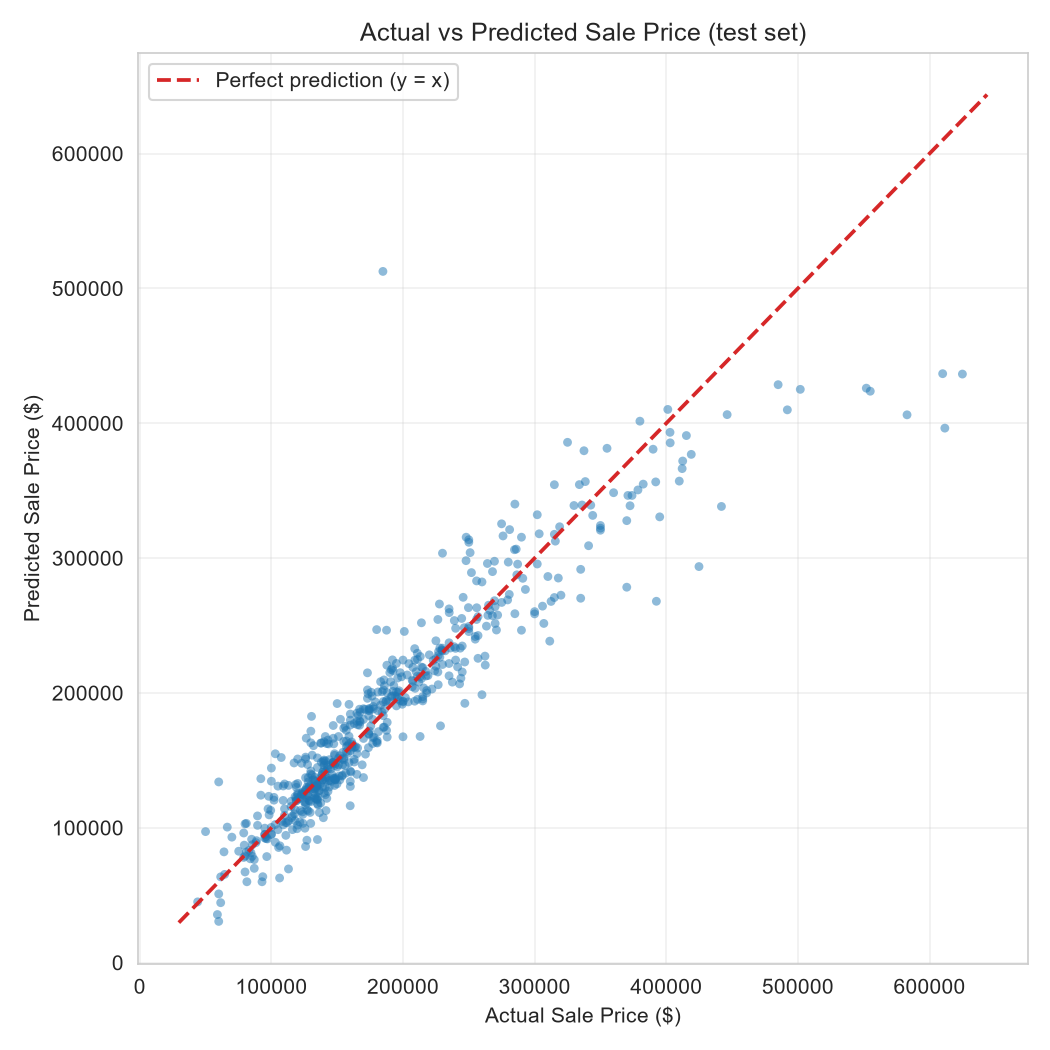 Actual vs Predicted Sale Price (test set)
Perfect prediction (y = x)
Predicted Sale Price ($)
600000
500000
400000
300000
200000
100000
0
0 100000 200000 300000 400000 500000 600000
Actual Sale Price ($)